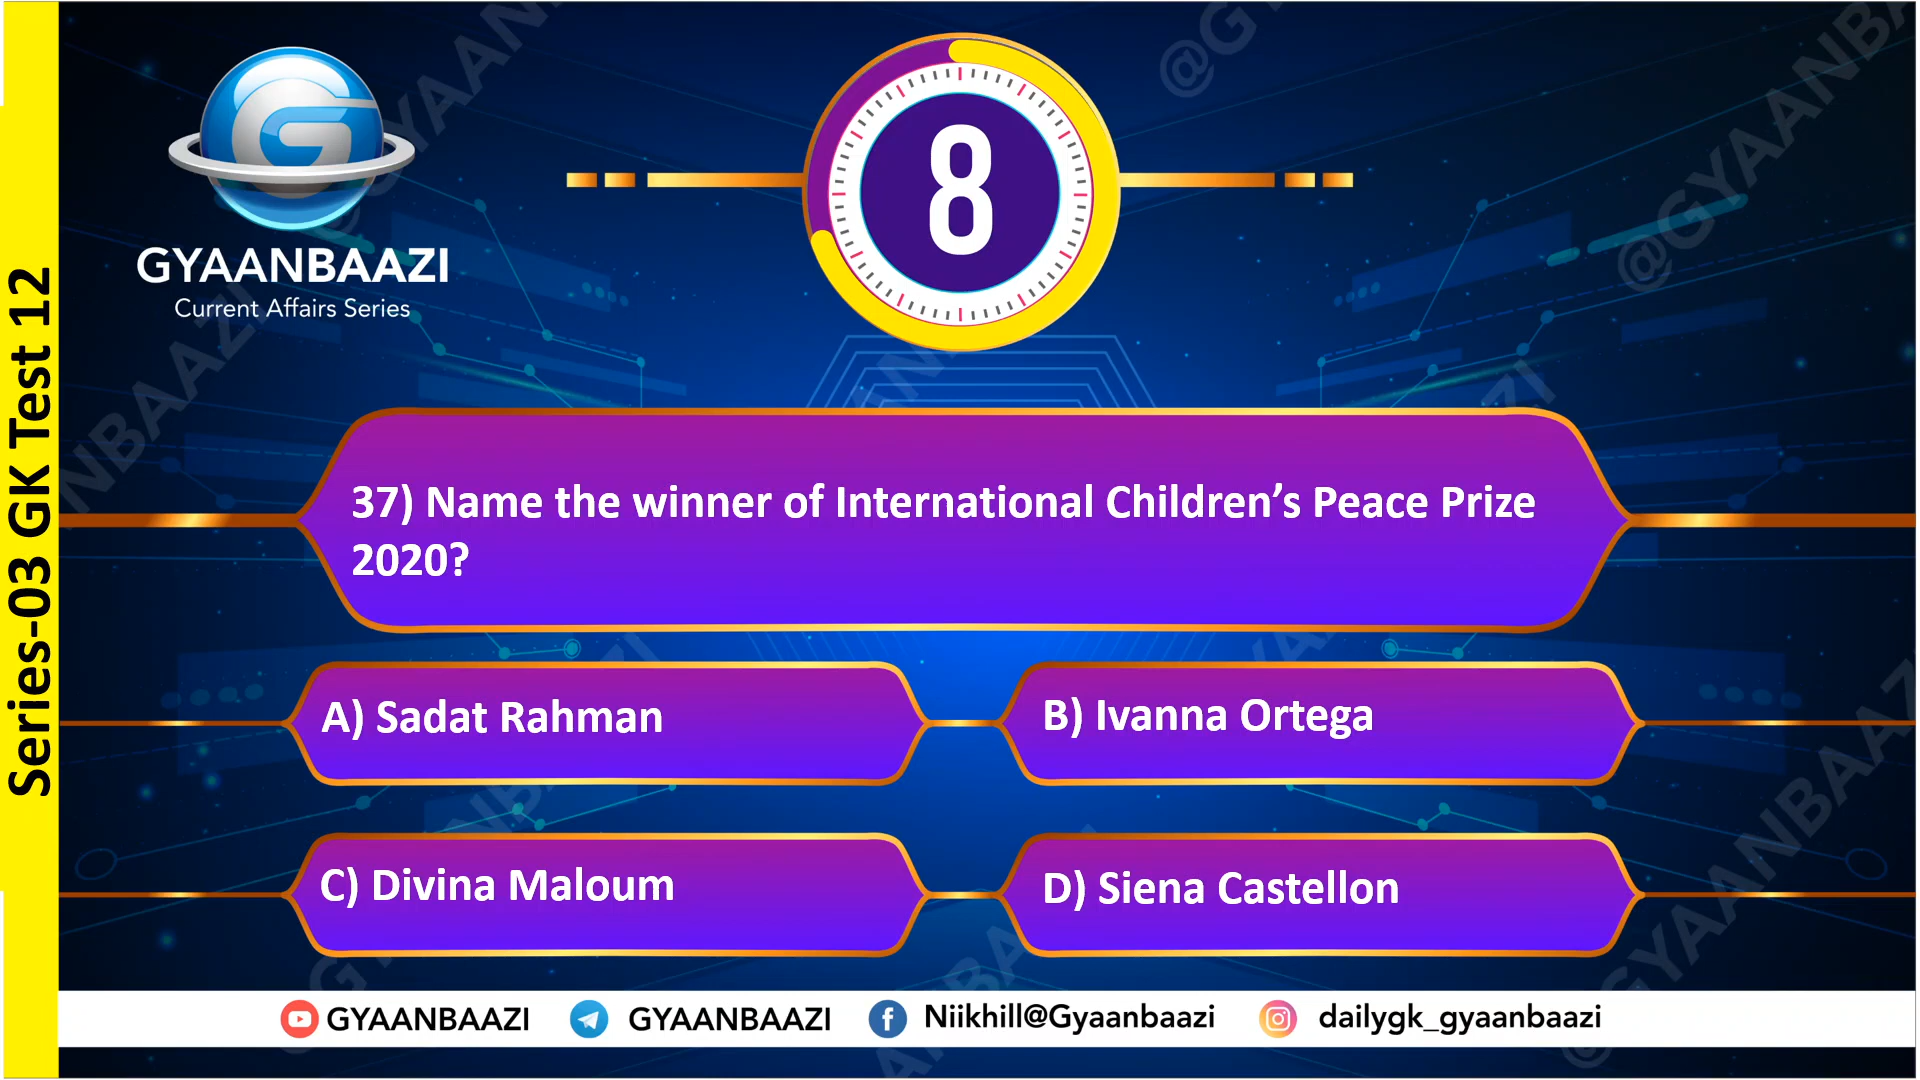 Series-03 GK Test 12
G
GYAANBAAZI
Current Affairs Series
8
37) Name the winner of International Children’s Peace Prize
2020?
A) Sadat Rahman
B) Ivanna Ortega
C) Divina Maloum
D) Siena Castellon
GYAANBAAZI
GYAANBAAZI
Niikhill@Gyaanbaazi
dailygk_gyaanbaazi
@GYAANBAAZI